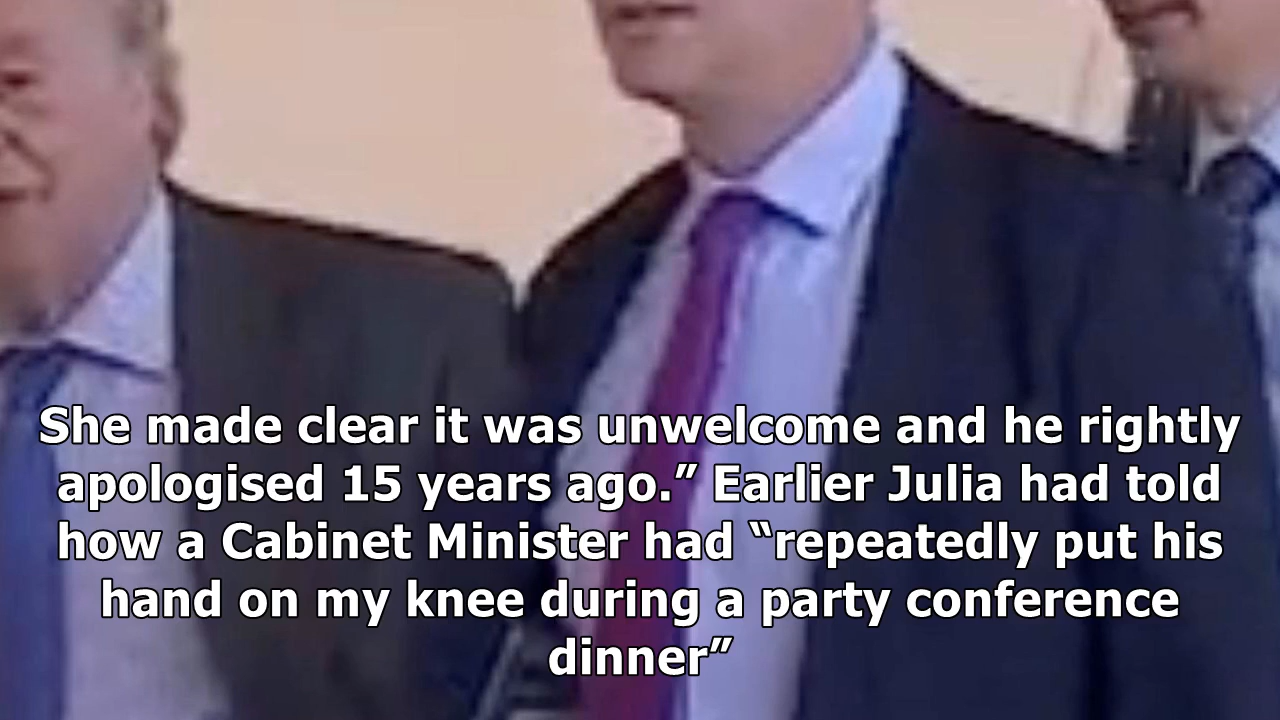 She made clear it was unwelcome and he rightly
apologised 15 years ago.” Earlier Julia had told
how a Cabinet Minister had “repeatedly put his
hand on my knee during a party conference
dinner”